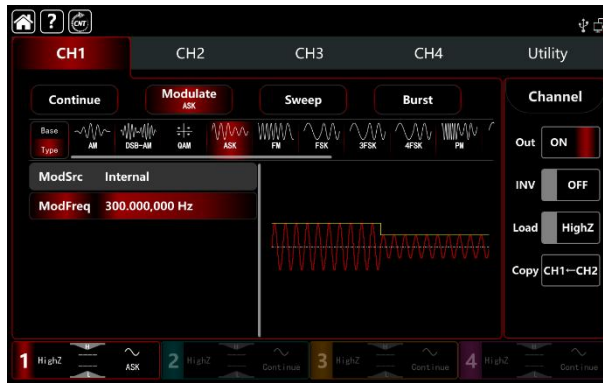 ? CNT
CH1 CH2 CH3 CH4 Utility
Continue Modulate Sweep Burst Channel
ASK
Base
Type AM DSB-AM QAM ASK FM FSK 3FSK 4FSK PM
Out ON
ModSrc Internal
INV OFF
ModFreq 300.000,000 Hz
Load HighZ
Copy CH1←CH2
1 HighZ H L ASK 2 HighZ H L Continue 3 HighZ H L Continue 4 HighZ H L Continue